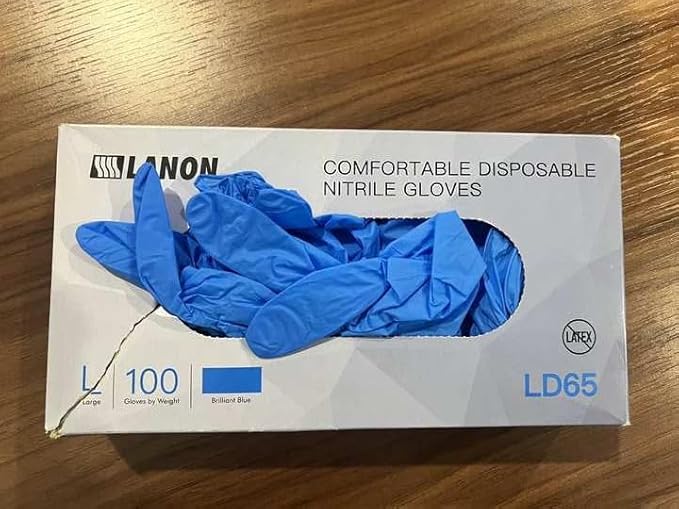 LANON
COMFORTABLE DISPOSABLE
NITRILE GLOVES
LATEX
L
Large
100
Gloves by Weight
Brilliant Blue
LD65